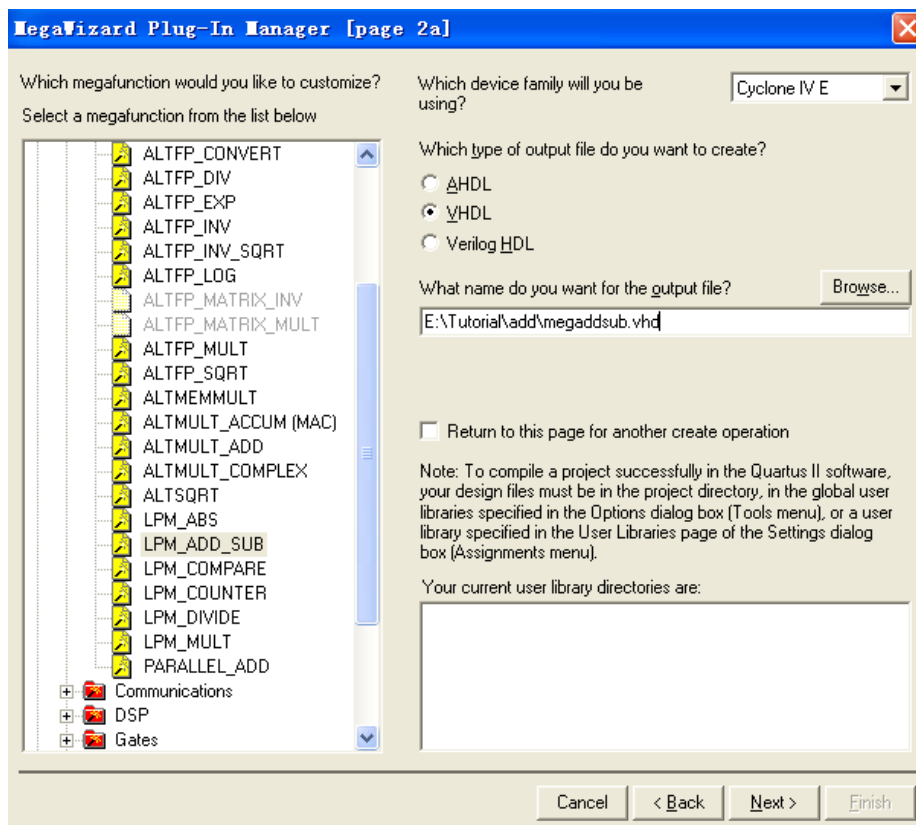 MegaWizard Plug-In Manager [page 2a]
Which megafunction would you like to customize?
Select a megafunction from the list below
ALTFP_CONVERT
ALTFP_DIV
ALTFP_EXP
ALTFP_INV
ALTFP_INV_SQRT
ALTFP_LOG
ALTFP_MATRIX_INV
ALTFP_MATRIX_MULT
ALTFP_MULT
ALTFP_SQRT
ALTMEMMULT
ALTMULT_ACCUM (MAC)
ALTMULT_ADD
ALTMULT_COMPLEX
ALTSQRT
LPM_ABS
LPM_ADD_SUB
LPM_COMPARE
LPM_COUNTER
LPM_DIVIDE
LPM_MULT
PARALLEL_ADD
Communications
DSP
Gates
Which device family will you be
using?
Cyclone IV E
Which type of output file do you want to create?
AHDL
VHDL
Verilog HDL
What name do you want for the output file?
Browse...
E:\Tutorial\add\megaddsub.vhd
Return to this page for another create operation
Note: To compile a project successfully in the Quartus II software,
your design files must be in the project directory, in the global user
libraries specified in the Options dialog box (Tools menu), or a user
library specified in the User Libraries page of the Settings dialog
box (Assignments menu).
Your current user library directories are:
Cancel
< Back
Next >
Finish